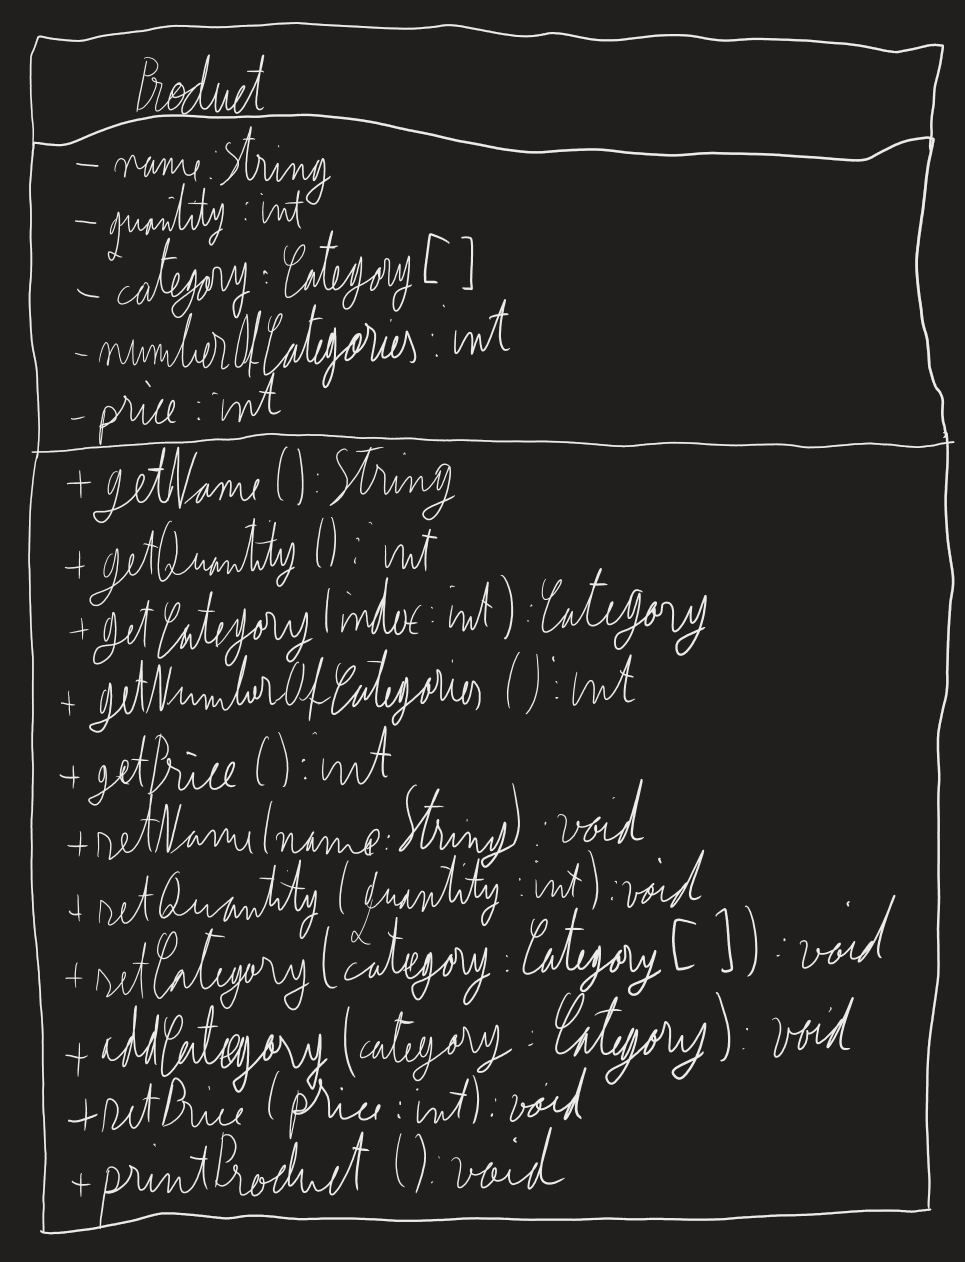 Product
- name : String
- quantity : int
- category : Category []
- numberOfCategories : int
- price : int
+ getName () : String
+ getQuantity () : int
+ getCategory (index : int) : Category
+ getNumberOfCategories () : int
+ getPrice () : int
+ setName (name : String) : void
+ setQuantity (quantity : int) : void
+ setCategory (category : Category []) : void
+ addCategory (category : Category) : void
+ setPrice (price : int) : void
+ printProduct () : void